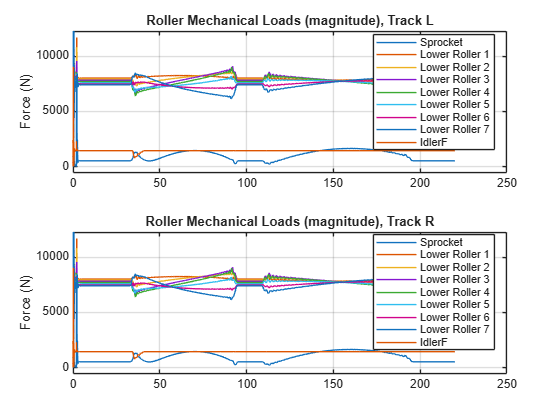 Roller Mechanical Loads (magnitude), Track L
Force (N)
10000
5000
0
0
50
100
150
200
250
Sprocket
Lower Roller 1
Lower Roller 2
Lower Roller 3
Lower Roller 4
Lower Roller 5
Lower Roller 6
Lower Roller 7
IdlerF
Roller Mechanical Loads (magnitude), Track R
Force (N)
10000
5000
0
0
50
100
150
200
250
Sprocket
Lower Roller 1
Lower Roller 2
Lower Roller 3
Lower Roller 4
Lower Roller 5
Lower Roller 6
Lower Roller 7
IdlerF